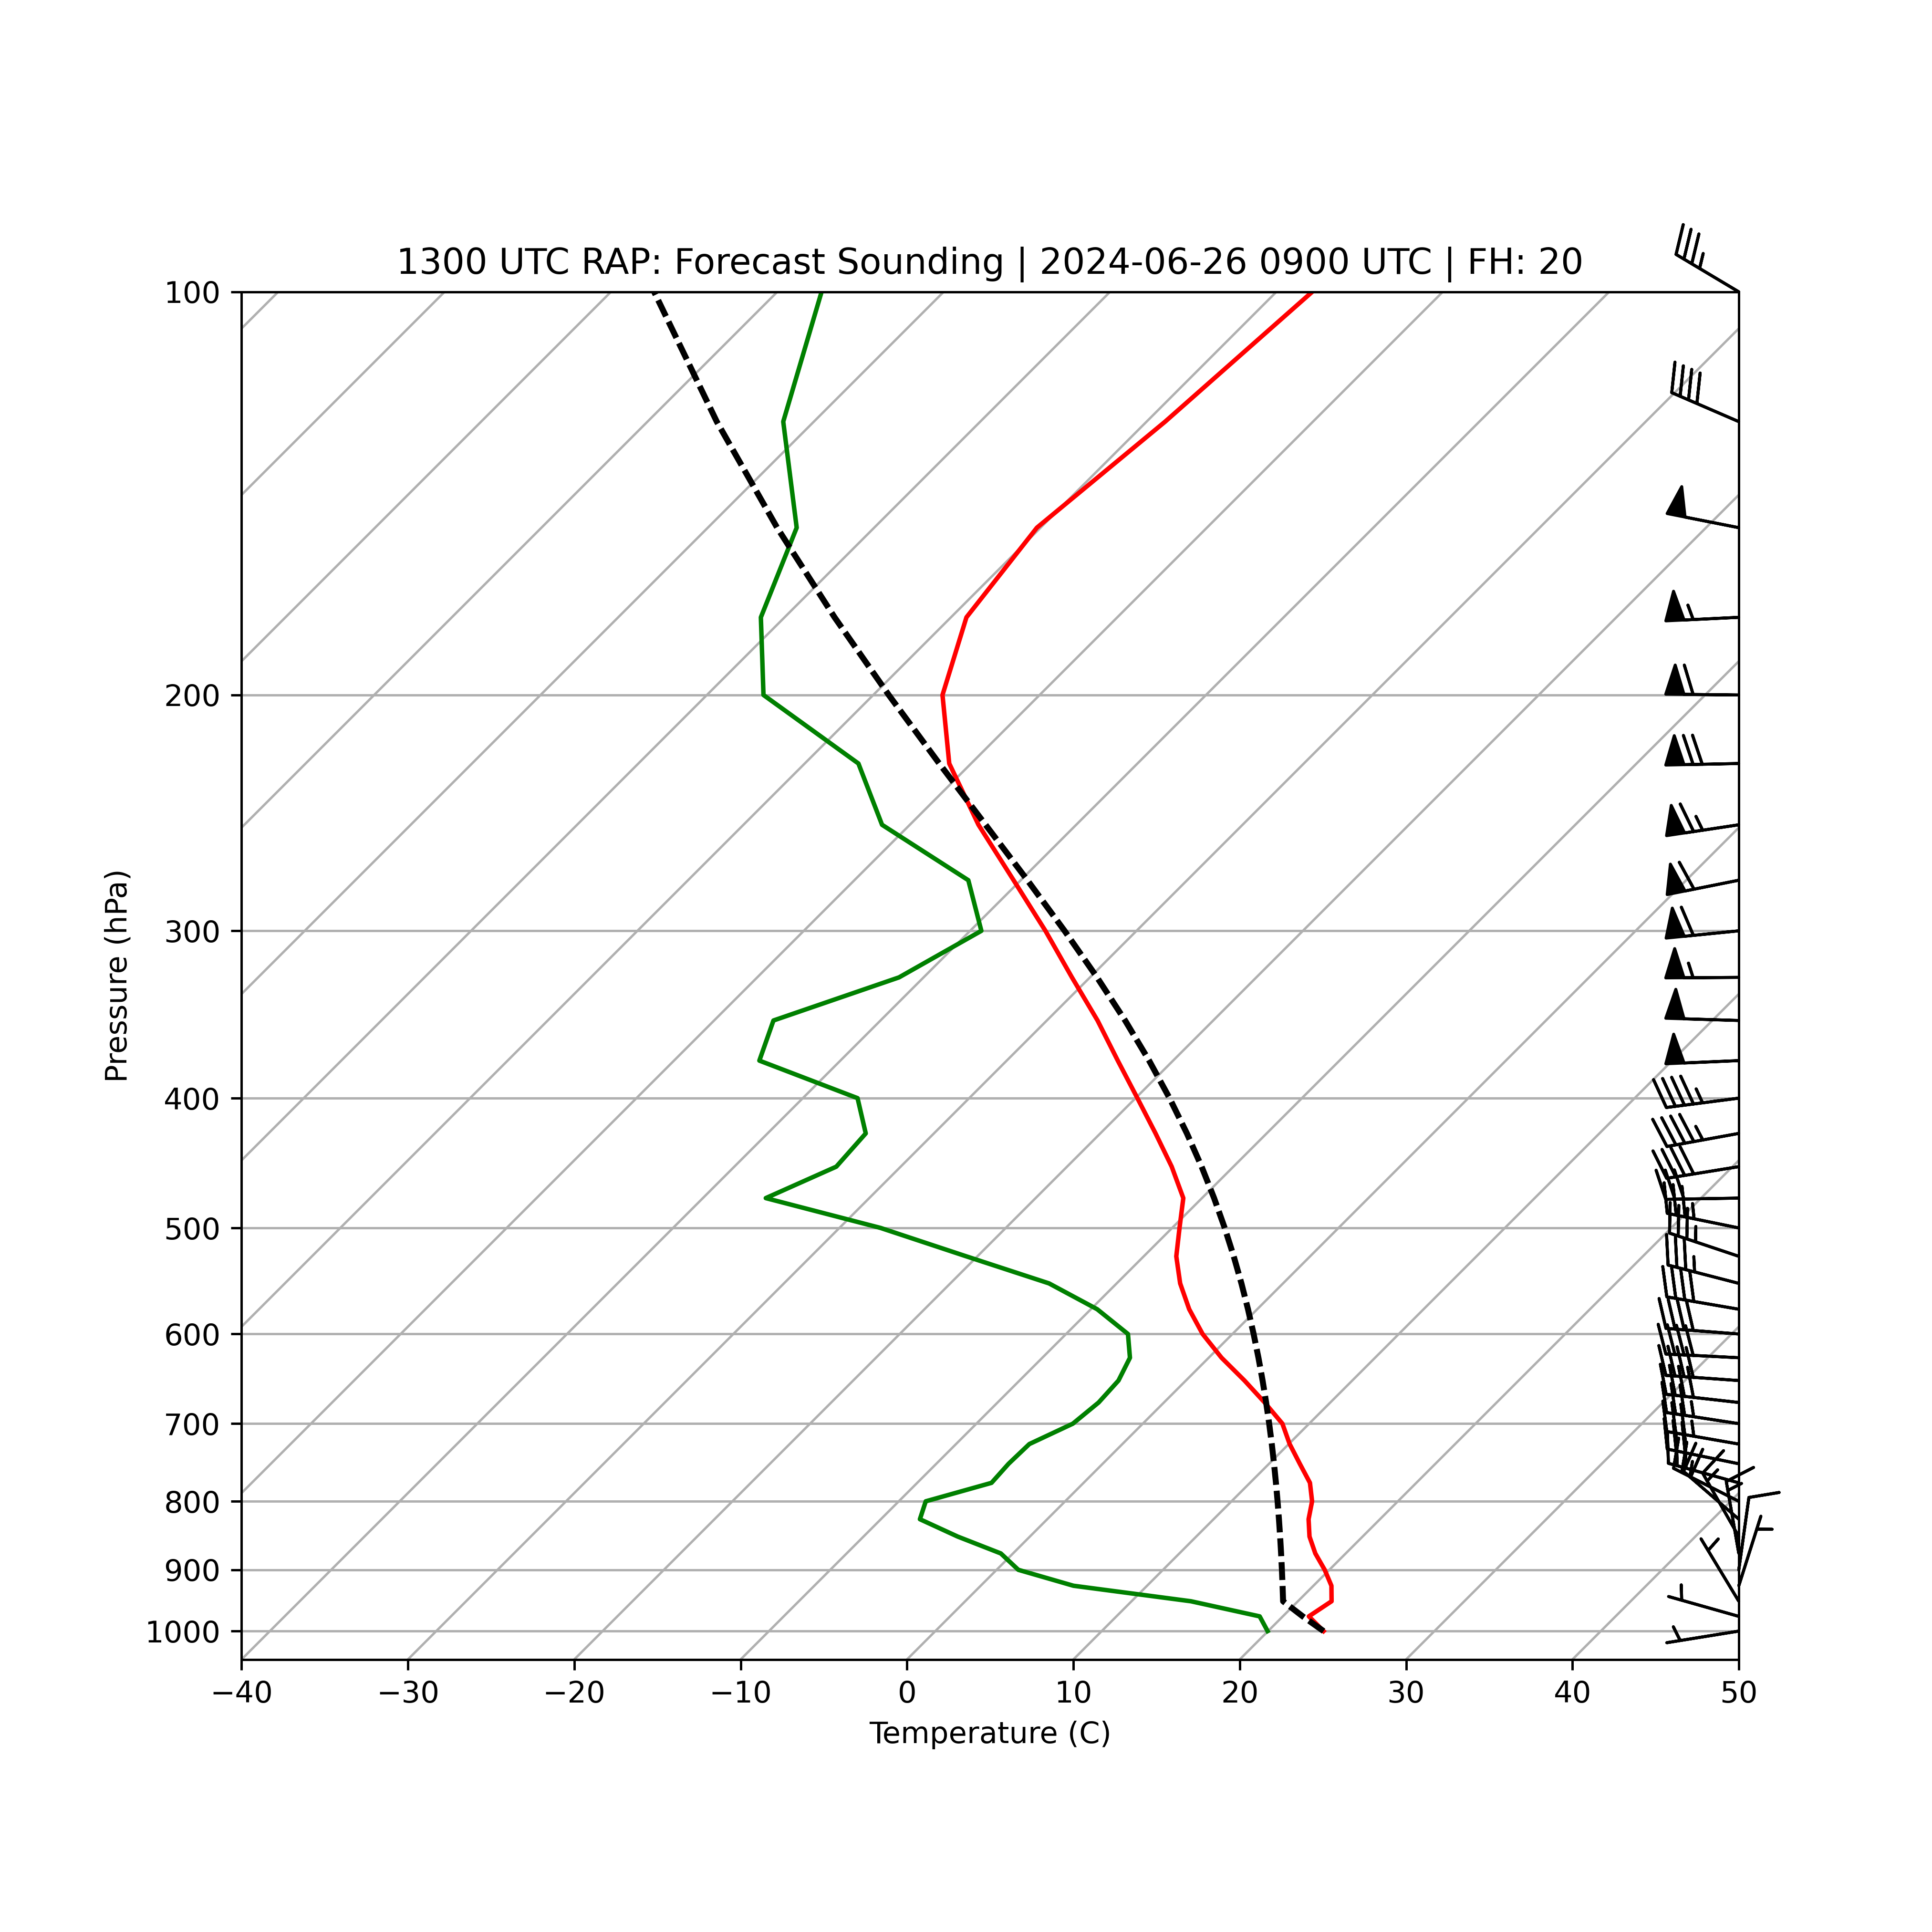 1300 UTC RAP: Forecast Sounding | 2024-06-26 0900 UTC | FH: 20
100
200
300
400
500
600
700
800
900
1000
Pressure (hPa)
−40 −30 −20 −10 0 10 20 30 40 50
Temperature (C)